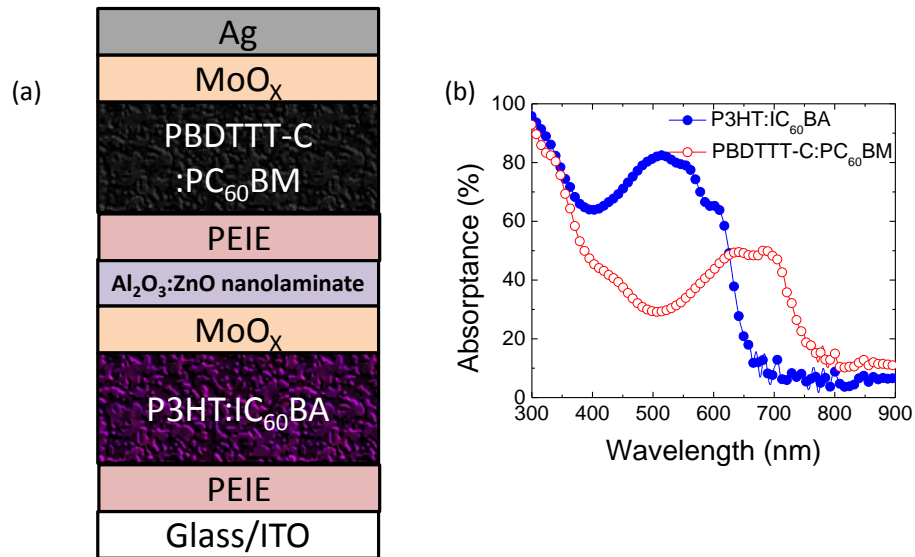 (a)
Ag
MoOₓ
PBDTTT-C
:PC₆₀BM
PEIE
Al₂O₃:ZnO nanolaminate
MoOₓ
P3HT:IC₆₀BA
PEIE
Glass/ITO
(b)
P3HT:IC₆₀BA
PBDTTT-C:PC₆₀BM
Absorptance (%)
100
80
60
40
20
0
300 400 500 600 700 800 900
Wavelength (nm)